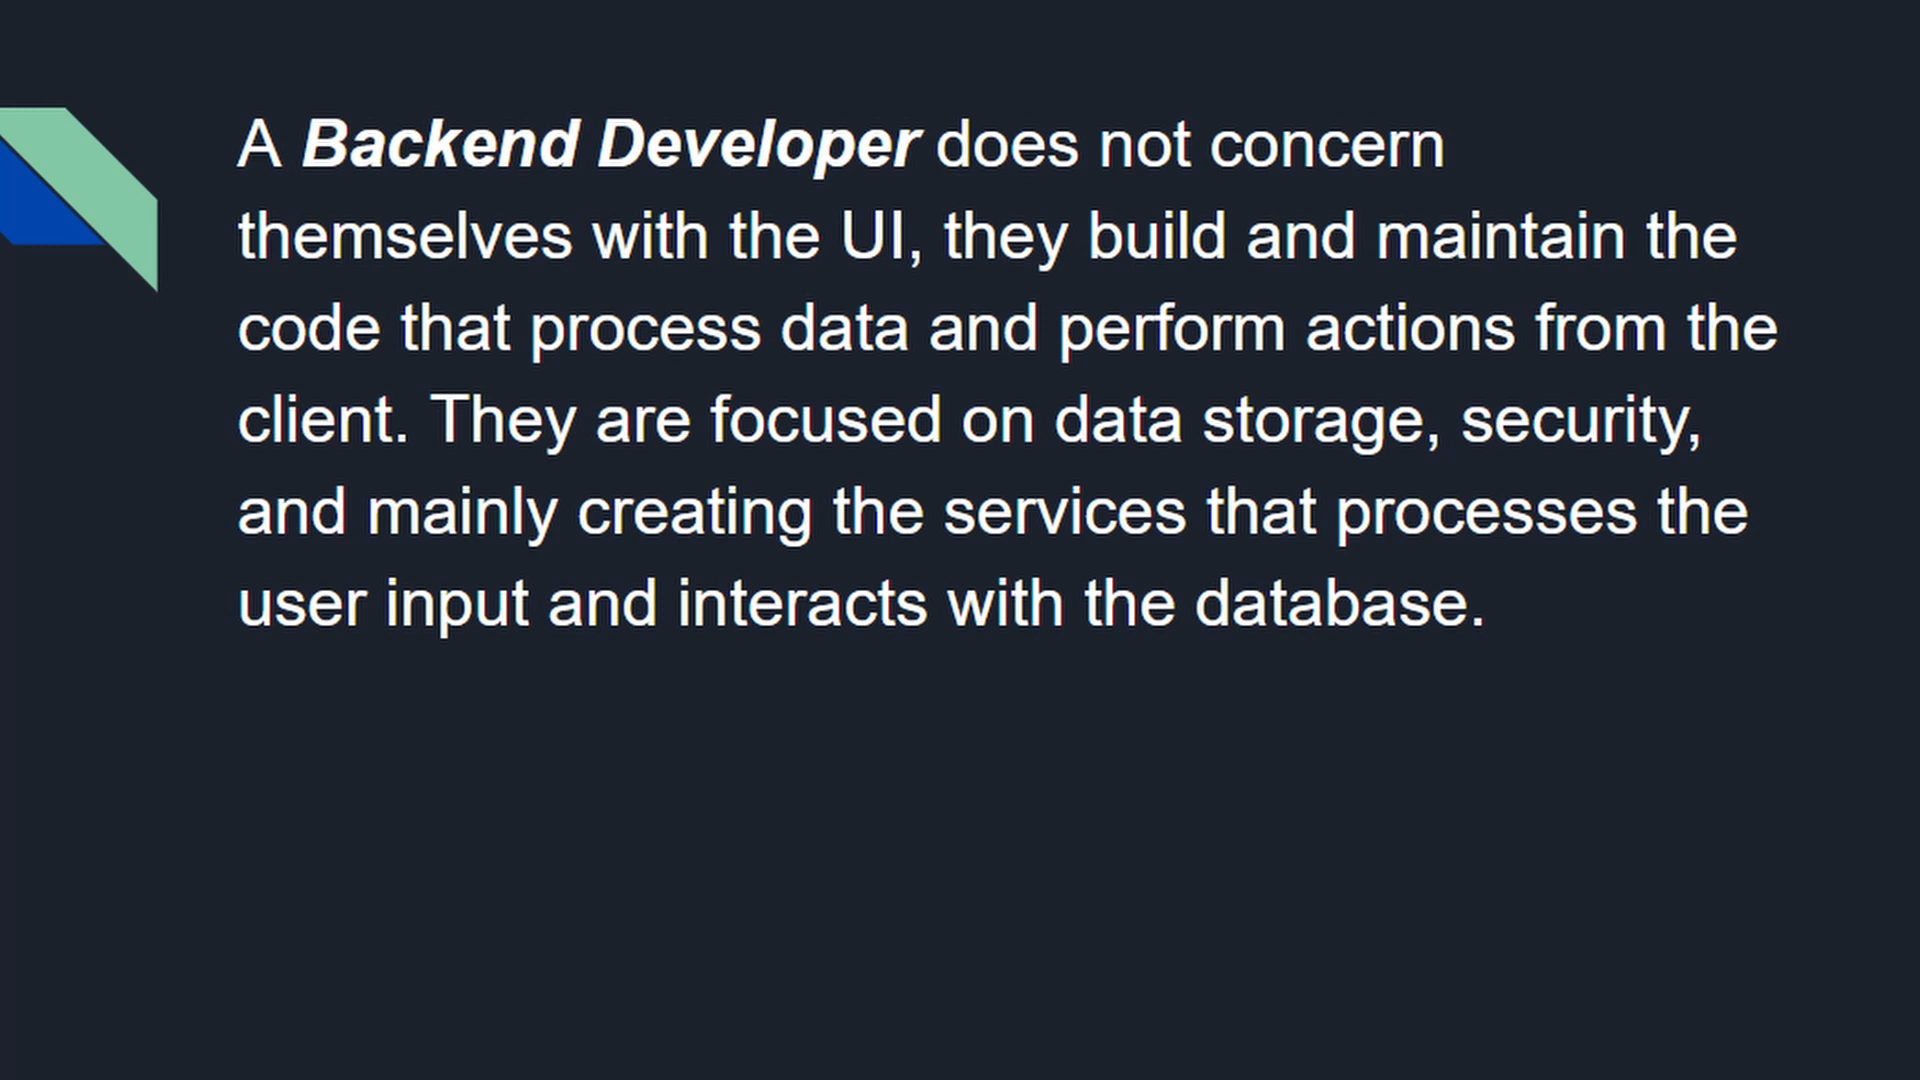 A Backend Developer does not concern
themselves with the UI, they build and maintain the
code that process data and perform actions from the
client. They are focused on data storage, security,
and mainly creating the services that processes the
user input and interacts with the database.